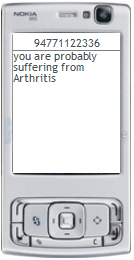 NOKIA
94771122336
you are probably
suffering from
Arthritis